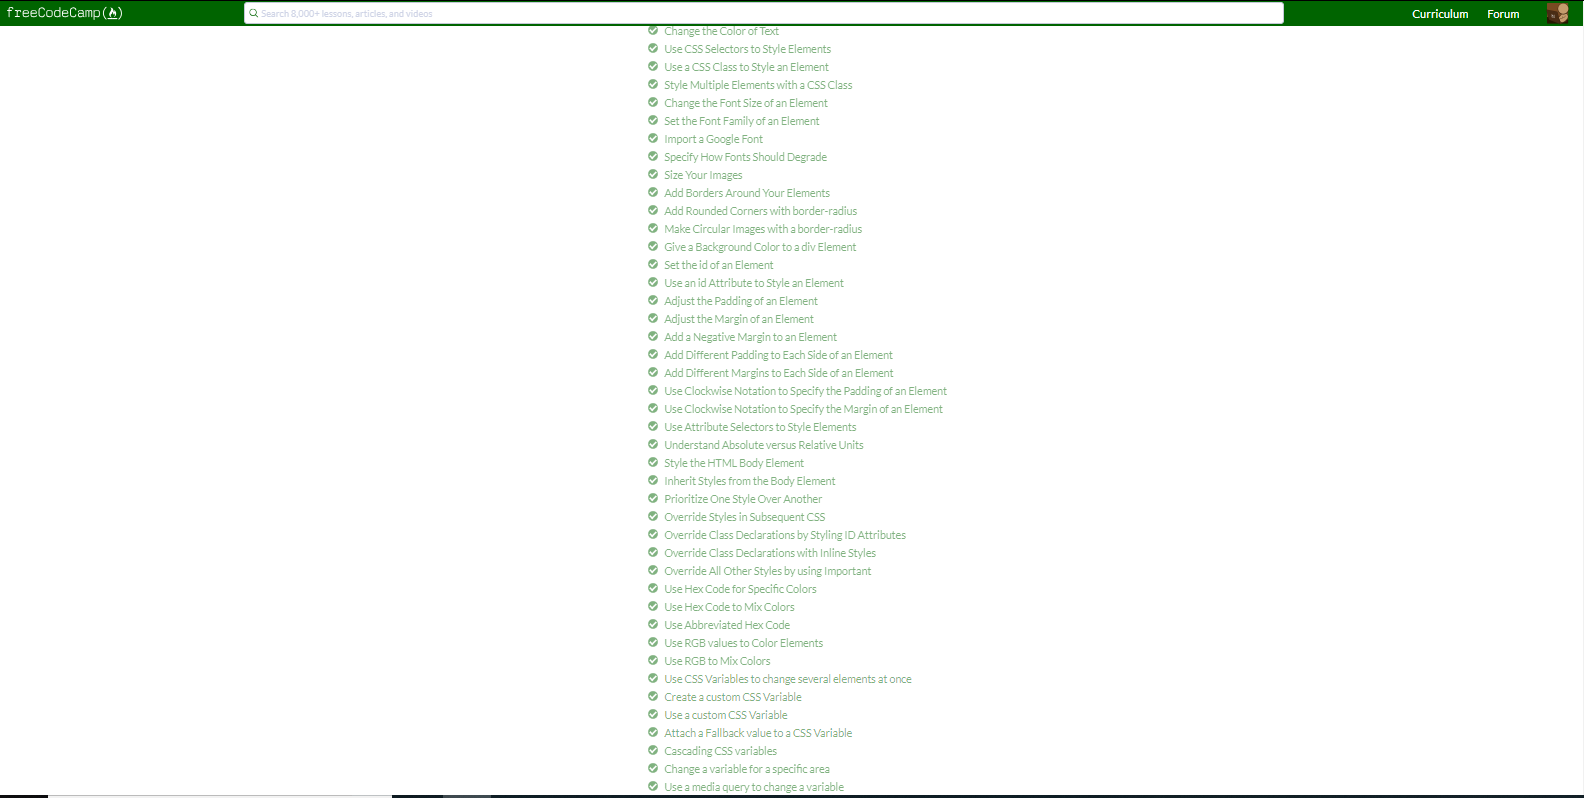 freeCodeCamp(🔥)
Search 8,000+ lessons, articles, and videos
Curriculum
Forum
Change the Color of Text
Use CSS Selectors to Style Elements
Use a CSS Class to Style an Element
Style Multiple Elements with a CSS Class
Change the Font Size of an Element
Set the Font Family of an Element
Import a Google Font
Specify How Fonts Should Degrade
Size Your Images
Add Borders Around Your Elements
Add Rounded Corners with border-radius
Make Circular Images with a border-radius
Give a Background Color to a div Element
Set the id of an Element
Use an id Attribute to Style an Element
Adjust the Padding of an Element
Adjust the Margin of an Element
Add a Negative Margin to an Element
Add Different Padding to Each Side of an Element
Add Different Margins to Each Side of an Element
Use Clockwise Notation to Specify the Padding of an Element
Use Clockwise Notation to Specify the Margin of an Element
Use Attribute Selectors to Style Elements
Understand Absolute versus Relative Units
Style the HTML Body Element
Inherit Styles from the Body Element
Prioritize One Style Over Another
Override Styles in Subsequent CSS
Override Class Declarations by Styling ID Attributes
Override Class Declarations with Inline Styles
Override All Other Styles by using Important
Use Hex Code for Specific Colors
Use Hex Code to Mix Colors
Use Abbreviated Hex Code
Use RGB values to Color Elements
Use RGB to Mix Colors
Use CSS Variables to change several elements at once
Create a custom CSS Variable
Use a custom CSS Variable
Attach a Fallback value to a CSS Variable
Cascading CSS variables
Change a variable for a specific area
Use a media query to change a variable